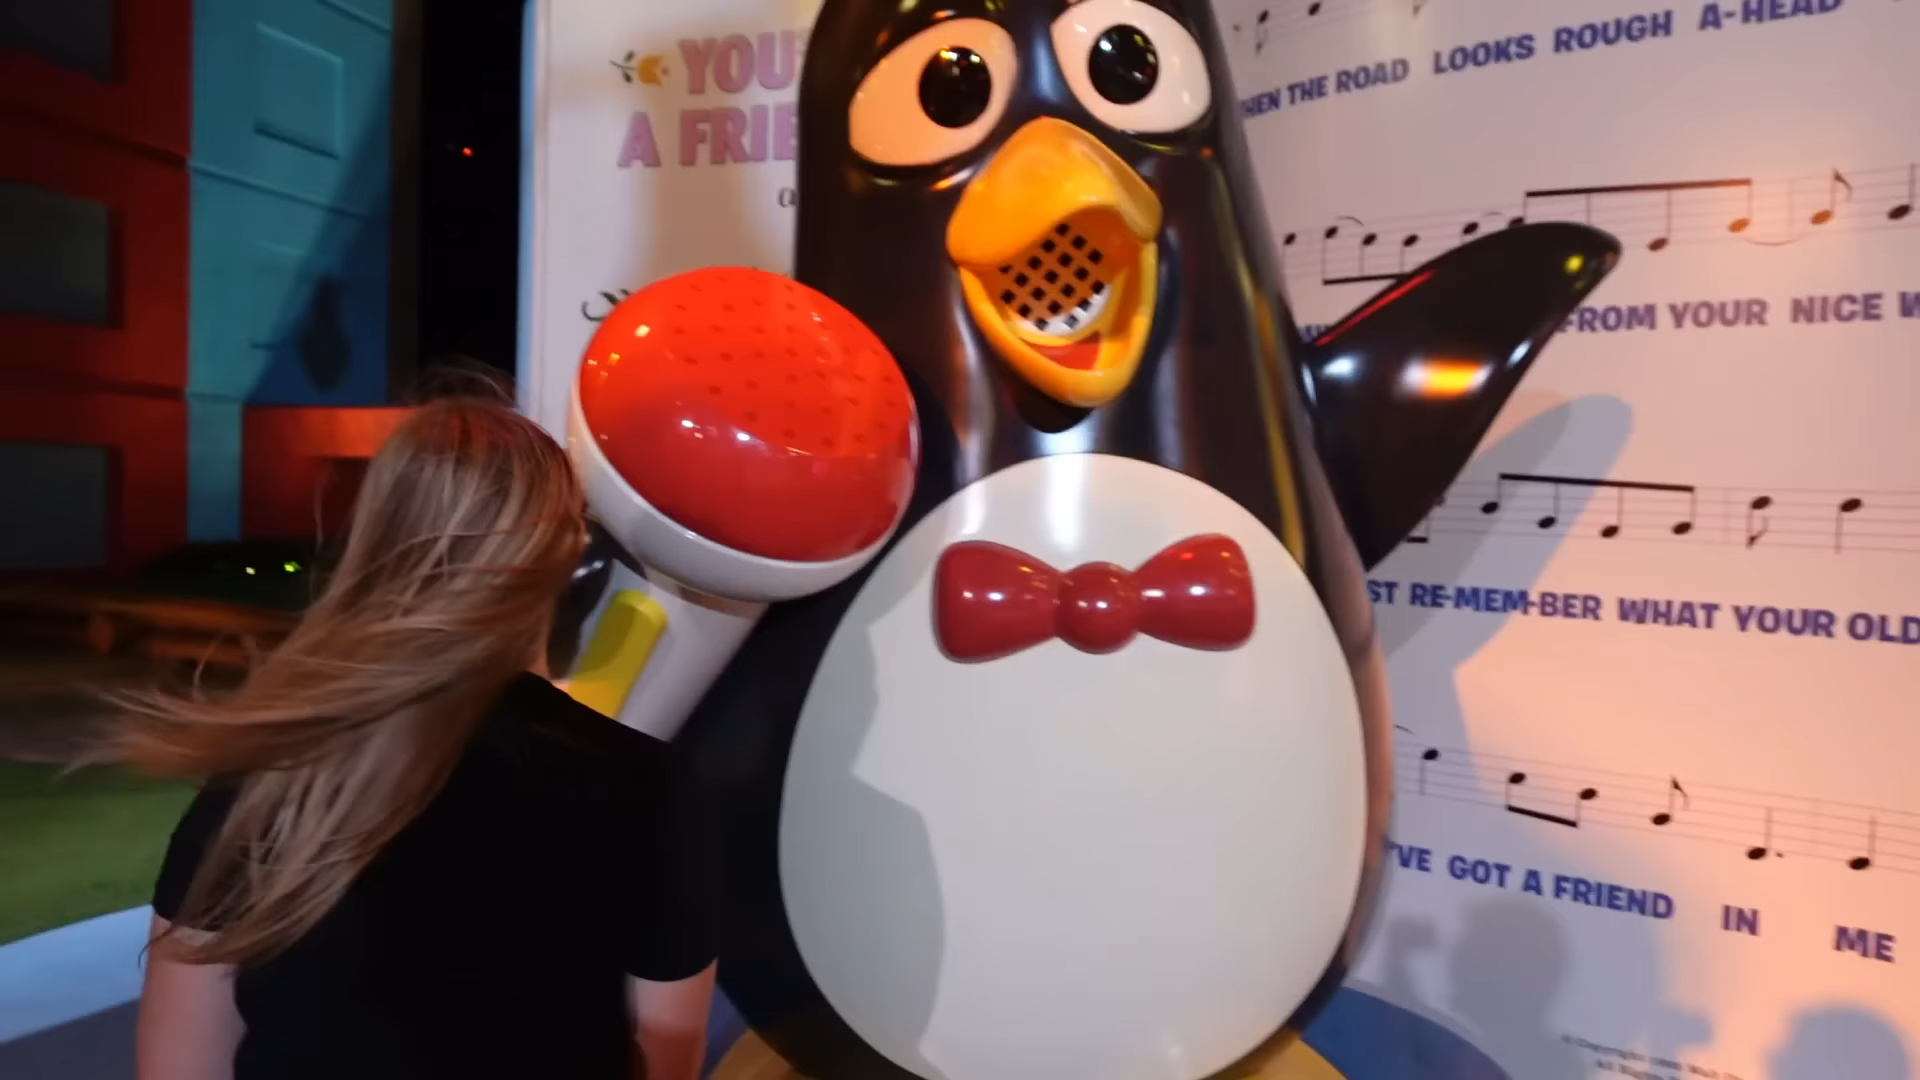 YOU
A FRIE
HEN THE ROAD LOOKS ROUGH A-HEAD
FROM YOUR NICE W
ST RE-MEM-BER WHAT YOUR OLD
'VE GOT A FRIEND IN ME